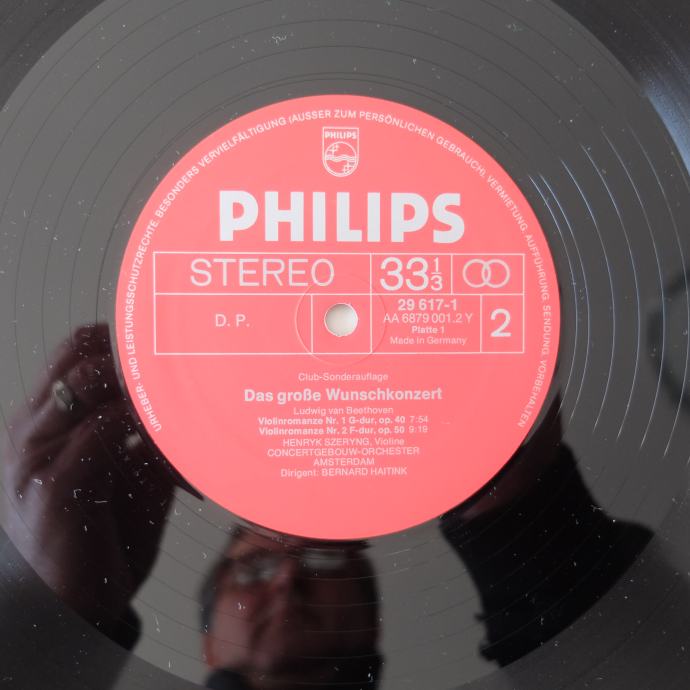 URHEBER- UND LEISTUNGSSCHUTZRECHTE, BESONDERS VERVIELFÄLTIGUNG (AUSSER ZUM PERSÖNLICHEN GEBRAUCH), VERMIETUNG, AUFFÜHRUNG, SENDUNG, VORBEHALTEN
PHILIPS
PHILIPS
STEREO 33 1/3
D. P.
29 617-1
AA 6879 001.2 Y
Platte 1
Made in Germany
2
Club-Sonderauflage
Das große Wunschkonzert
Ludwig van Beethoven
Violinromanze Nr. 1 G-dur, op. 40 7:54
Violinromanze Nr. 2 F-dur, op. 50 9:19
HENRYK SZERYNG, Violine
CONCERTGEBOUW-ORCHESTER
AMSTERDAM
Dirigent: BERNARD HAITINK